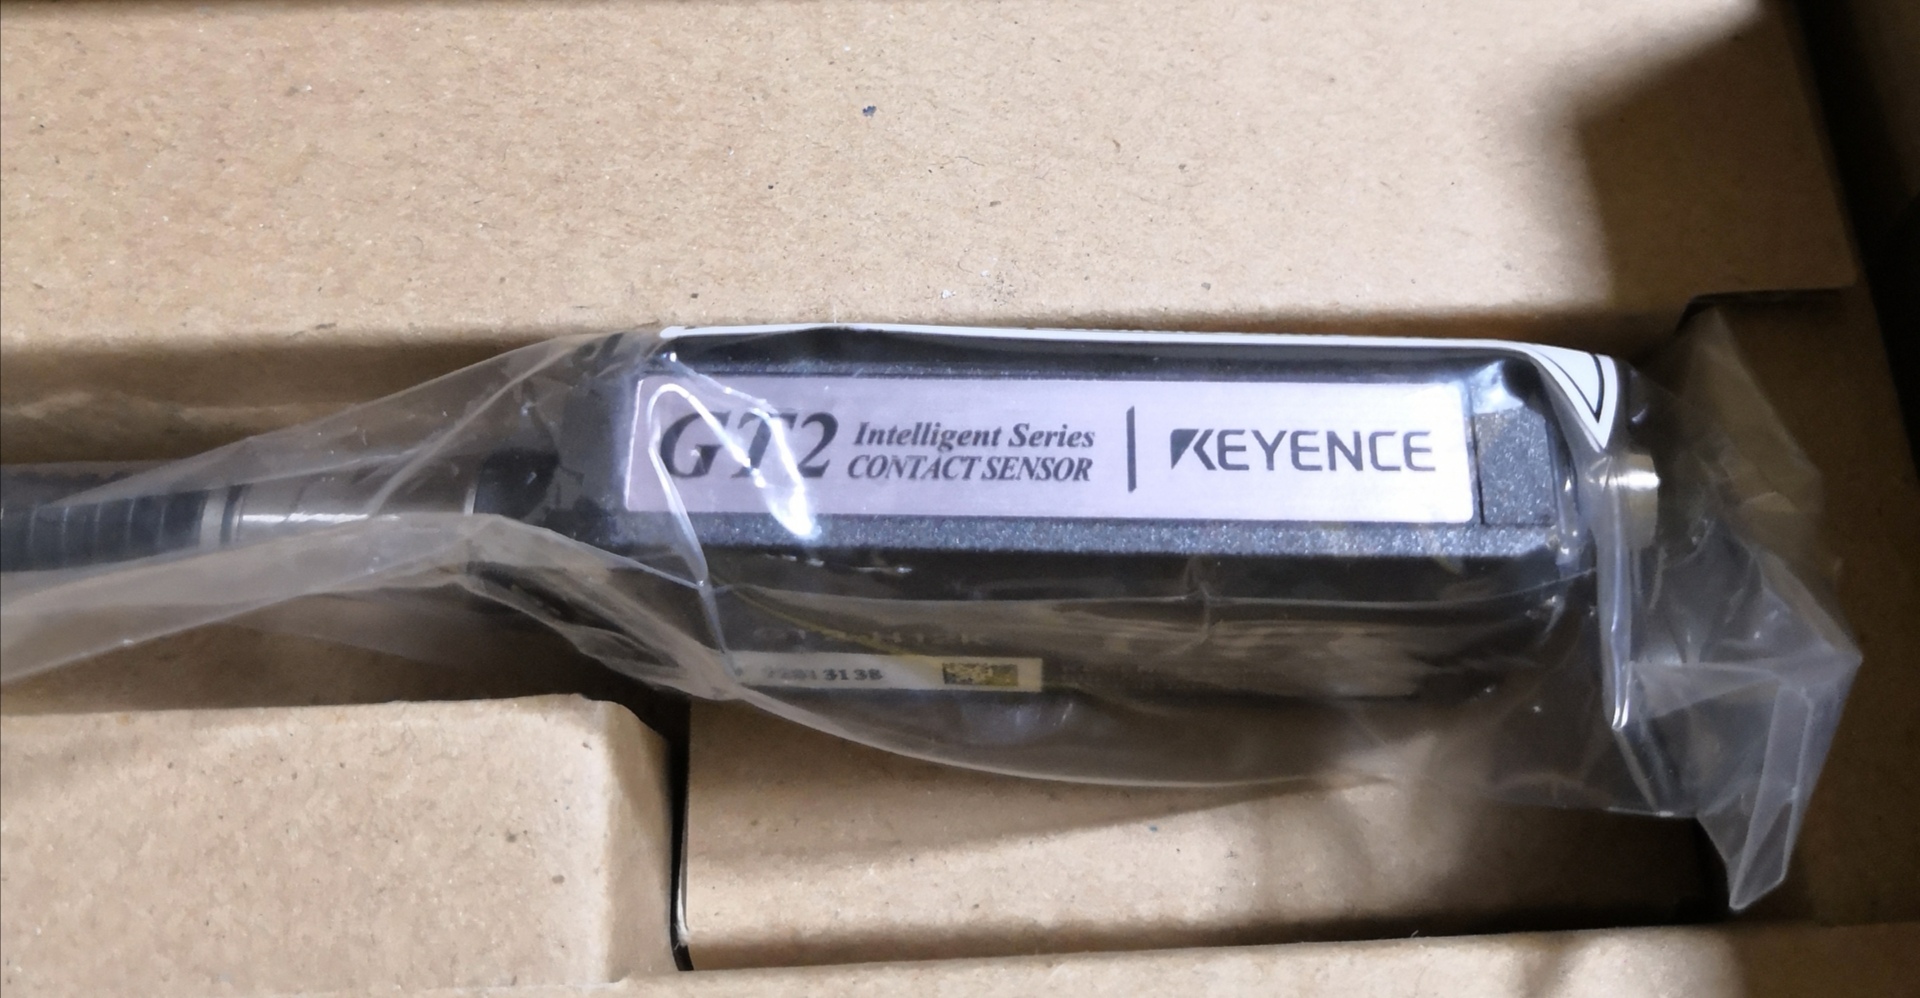 GT2 Intelligent Series KEYENCE
CONTACT SENSOR